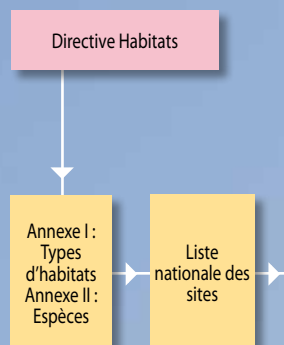 Directive Habitats
Annexe I :
Types
d’habitats
Annexe II :
Espèces
Liste
nationale des
sites